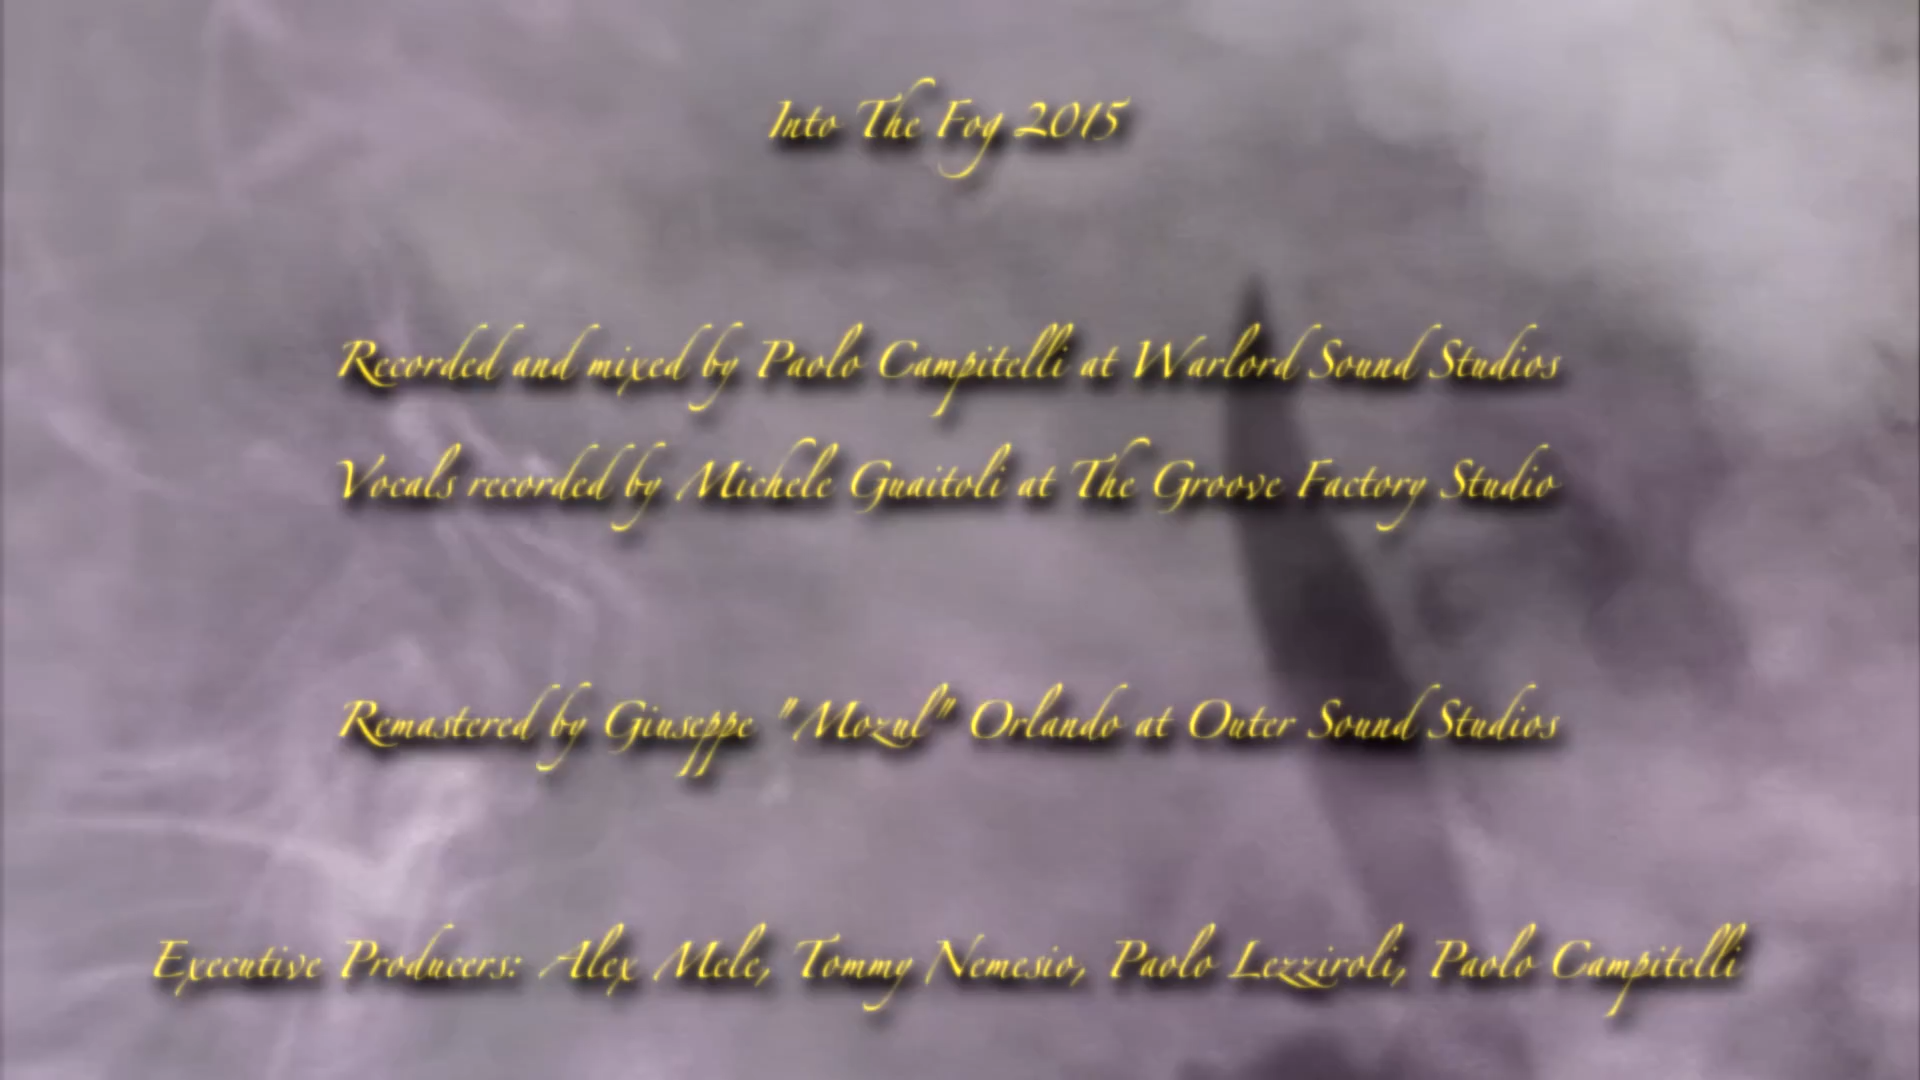 Into The Fog 2015
Recorded and mixed by Paolo Campitelli at Warlord Sound Studios
Vocals recorded by Michele Guaitoli at The Groove Factory Studio
Remastered by Giuseppe "Mozul" Orlando at Outer Sound Studios
Executive Producers: Alex Mele, Tommy Nemesio, Paolo Lezziroli, Paolo Campitelli